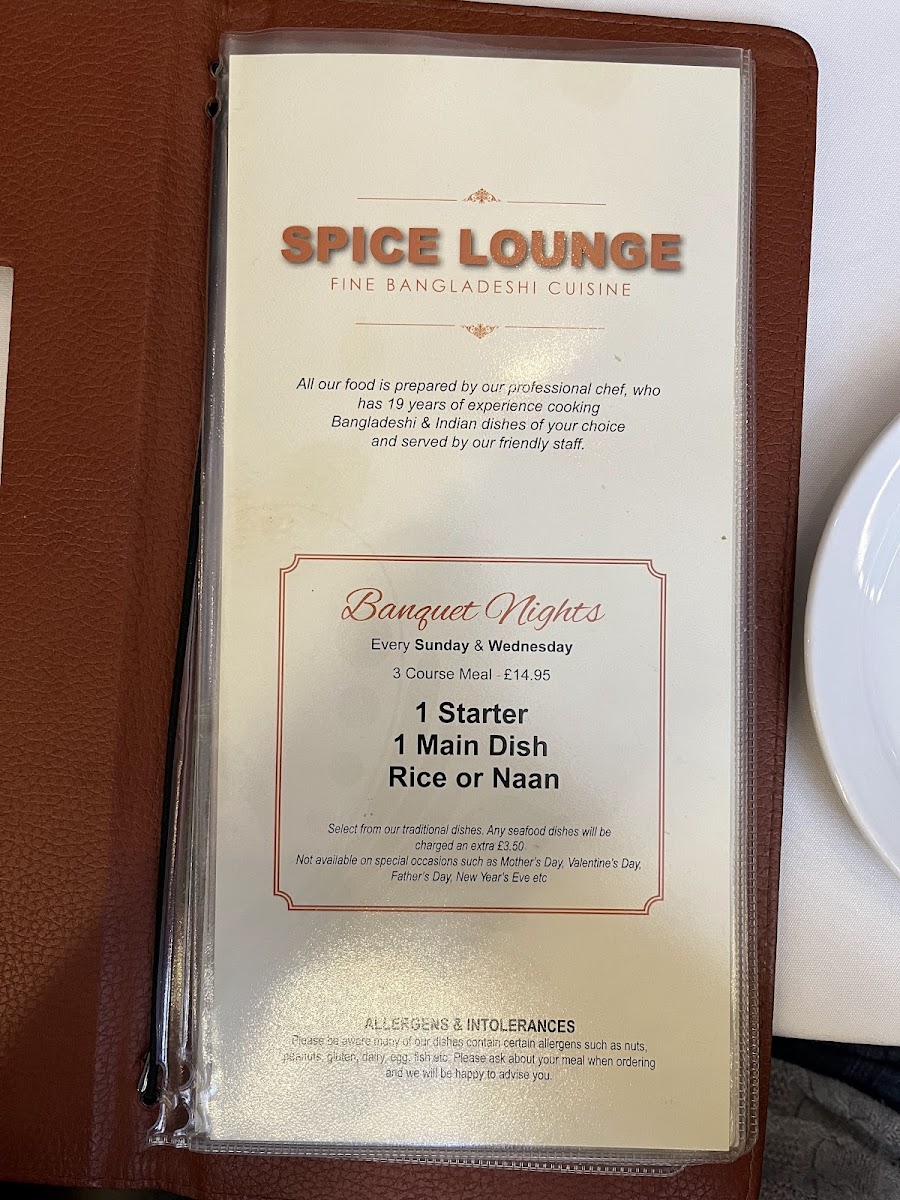 SPICE LOUNGE
FINE BANGLADESHI CUISINE
All our food is prepared by our professional chef, who
has 19 years of experience cooking
Bangladeshi & Indian dishes of your choice
and served by our friendly staff.
Banquet Nights
Every Sunday & Wednesday
3 Course Meal - £14.95
1 Starter
1 Main Dish
Rice or Naan
Select from our traditional dishes. Any seafood dishes will be
charged an extra £3.50.
Not available on special occasions such as Mother's Day, Valentine's Day,
Father's Day, New Year's Eve etc
ALLERGENS & INTOLERANCES
Please be aware many of our dishes contain certain allergens such as nuts,
peanuts, gluten, dairy, egg, fish etc. Please ask about your meal when ordering
and we will be happy to advise you.